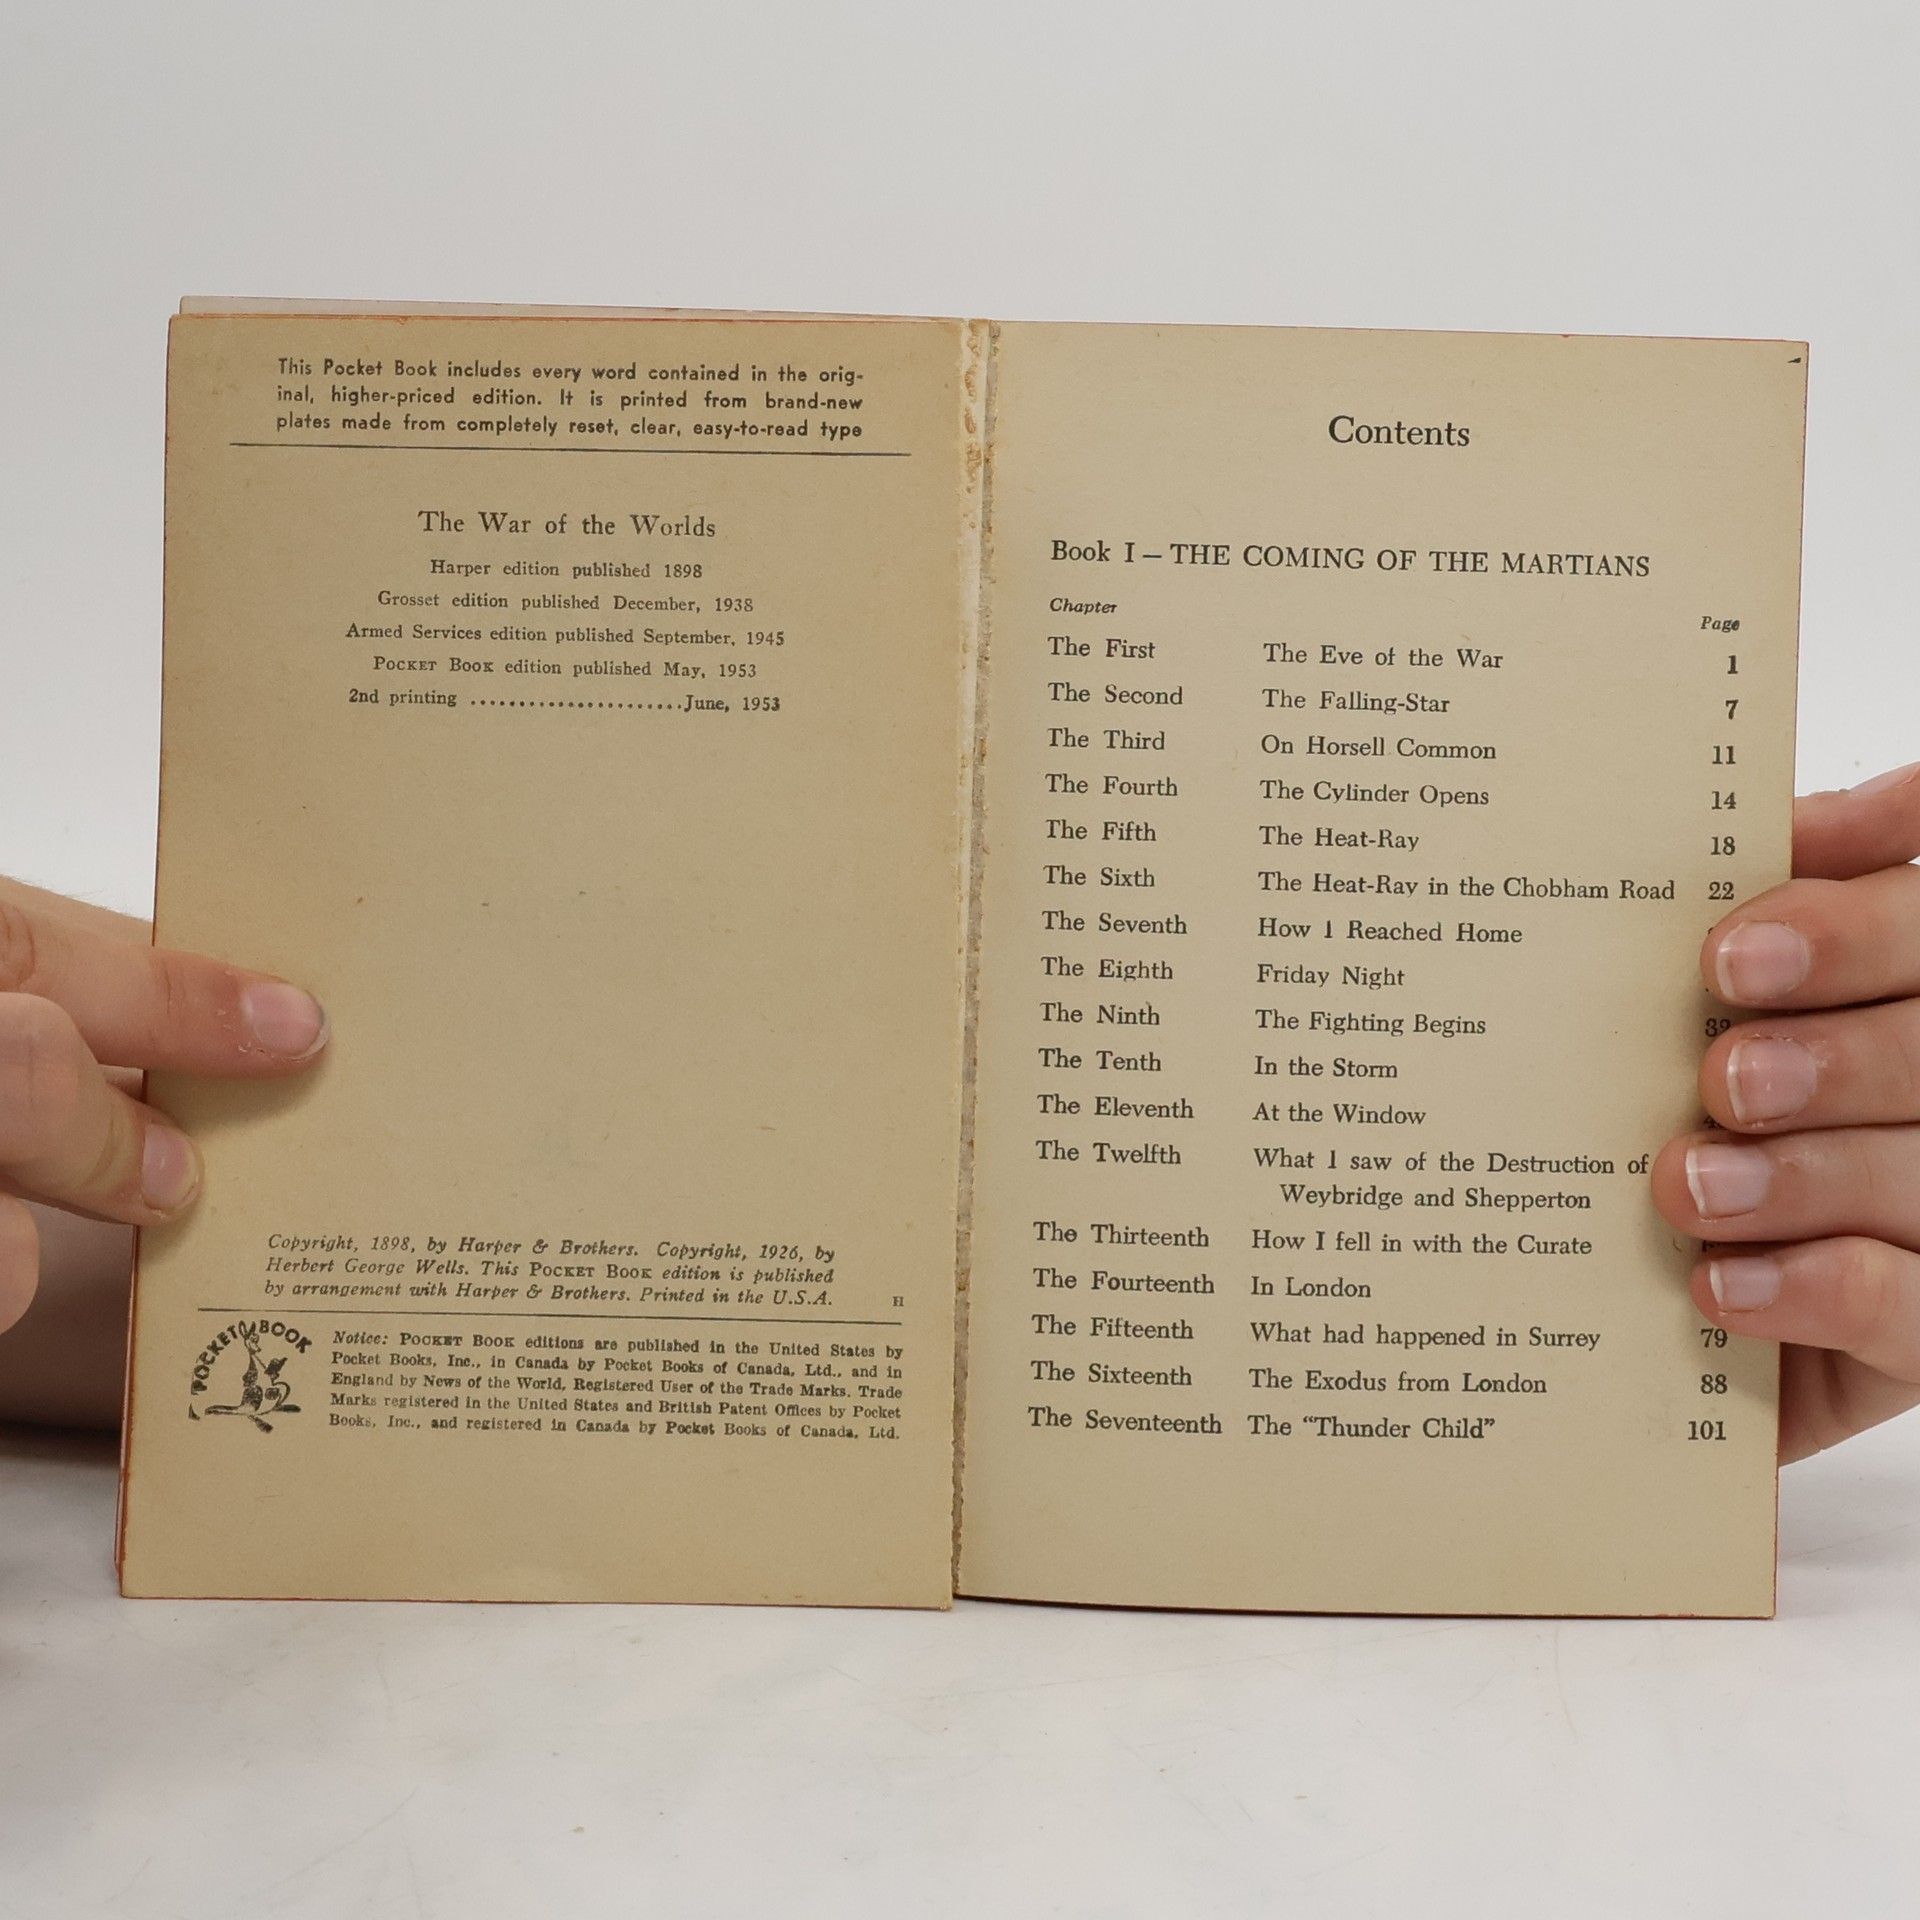 This Pocket Book includes every word contained in the orig-
inal, higher-priced edition. It is printed from brand-new
plates made from completely reset, clear, easy-to-read type
The War of the Worlds
Harper edition published 1898
Grosset edition published December, 1938
Armed Services edition published September, 1945
POCKET BOOK edition published May, 1953
2nd printing ......................June, 1953
Copyright, 1898, by Harper & Brothers. Copyright, 1926, by
Herbert George Wells. This POCKET BOOK edition is published
by arrangement with Harper & Brothers. Printed in the U.S.A.
H
POCKET BOOK
Notice: POCKET BOOK editions are published in the United States by
Pocket Books, Inc., in Canada by Pocket Books of Canada, Ltd., and in
England by News of the World, Registered User of the Trade Marks. Trade
Marks registered in the United States and British Patent Offices by Pocket
Books, Inc., and registered in Canada by Pocket Books of Canada, Ltd.
Contents
Book I – THE COMING OF THE MARTIANS
Chapter Page
The First The Eve of the War 1
The Second The Falling-Star 7
The Third On Horsell Common 11
The Fourth The Cylinder Opens 14
The Fifth The Heat-Ray 18
The Sixth The Heat-Ray in the Chobham Road 22
The Seventh How I Reached Home
The Eighth Friday Night
The Ninth The Fighting Begins
The Tenth In the Storm
The Eleventh At the Window
The Twelfth What I saw of the Destruction of
Weybridge and Shepperton
The Thirteenth How I fell in with the Curate
The Fourteenth In London
The Fifteenth What had happened in Surrey 79
The Sixteenth The Exodus from London 88
The Seventeenth The "Thunder Child" 101